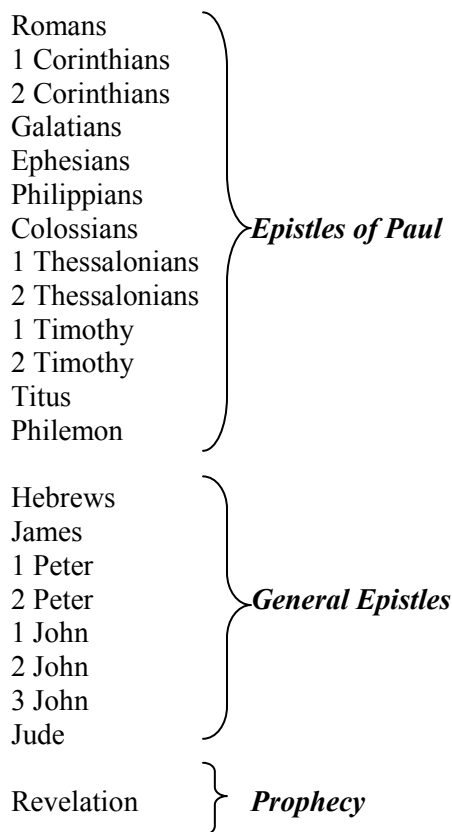 Romans
1 Corinthians
2 Corinthians
Galatians
Ephesians
Philippians
Colossians
Epistles of Paul
1 Thessalonians
2 Thessalonians
1 Timothy
2 Timothy
Titus
Philemon
Hebrews
James
1 Peter
2 Peter
General Epistles
1 John
2 John
3 John
Jude
Revelation
Prophecy